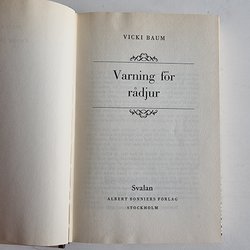 VICKI BAUM
Varning för
rådjur
Svalan
ALBERT BONNIERS FÖRLAG
STOCKHOLM